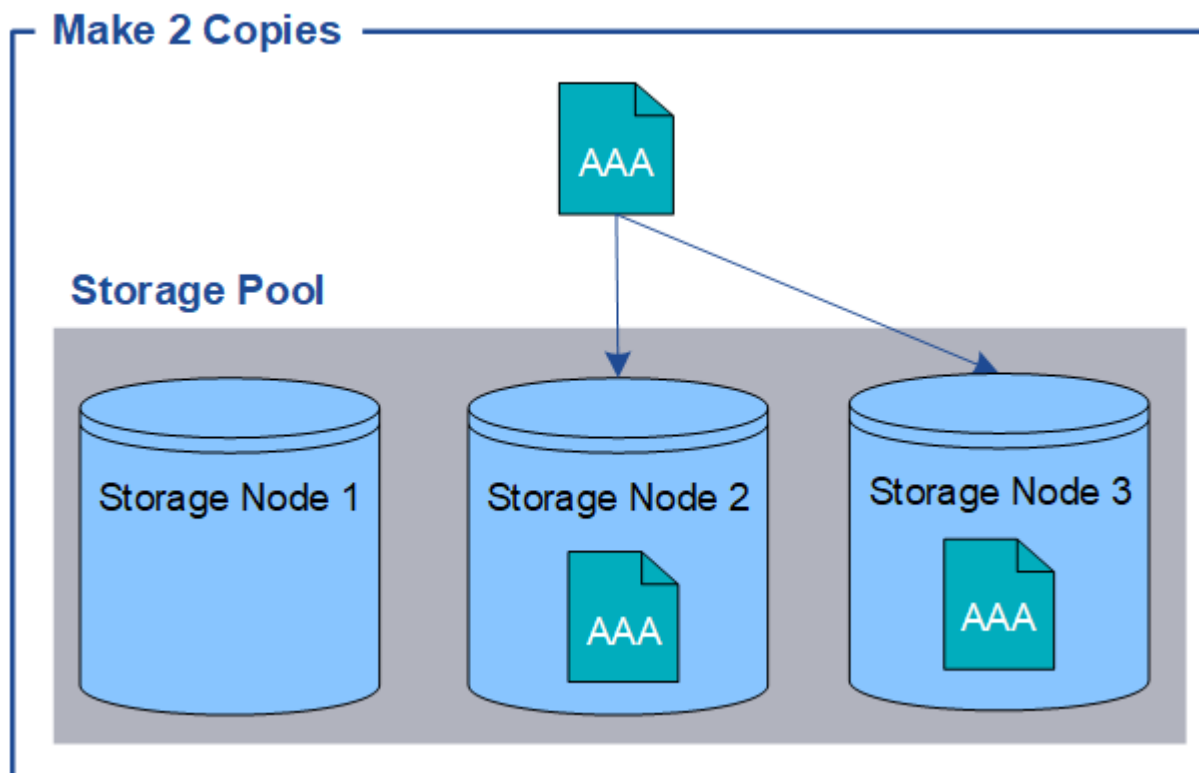 Make 2 Copies
AAA
Storage Pool
Storage Node 1
Storage Node 2
Storage Node 3
AAA
AAA